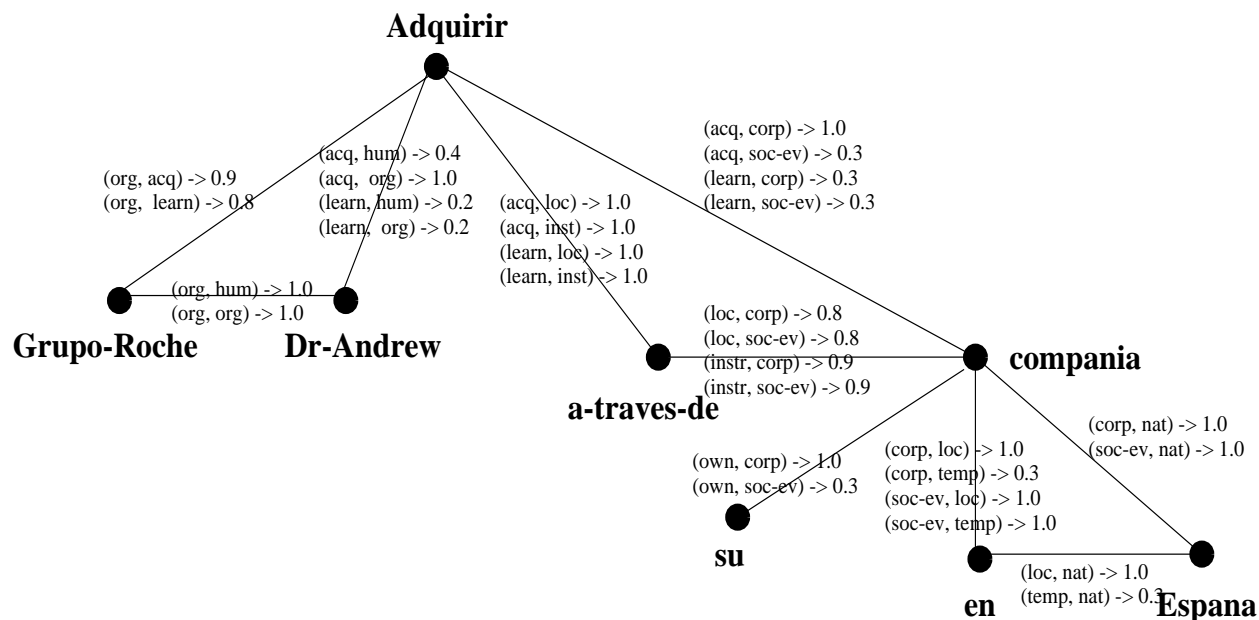 Adquirir
(acq, corp) -> 1.0
(acq, soc-ev) -> 0.3
(learn, corp) -> 0.3
(learn, soc-ev) -> 0.3
(acq, hum) -> 0.4
(acq, org) -> 1.0
(learn, hum) -> 0.2
(learn, org) -> 0.2
(org, acq) -> 0.9
(org, learn) -> 0.8
(acq, loc) -> 1.0
(acq, inst) -> 1.0
(learn, loc) -> 1.0
(learn, inst) -> 1.0
(org, hum) -> 1.0
(org, org) -> 1.0
Grupo-Roche
Dr-Andrew
(loc, corp) -> 0.8
(loc, soc-ev) -> 0.8
(instr, corp) -> 0.9
(instr, soc-ev) -> 0.9
compania
a-traves-de
(corp, nat) -> 1.0
(soc-ev, nat) -> 1.0
(own, corp) -> 1.0
(own, soc-ev) -> 0.3
(corp, loc) -> 1.0
(corp, temp) -> 0.3
(soc-ev, loc) -> 1.0
(soc-ev, temp) -> 1.0
su
(loc, nat) -> 1.0
(temp, nat) -> 0.3
en
Espana